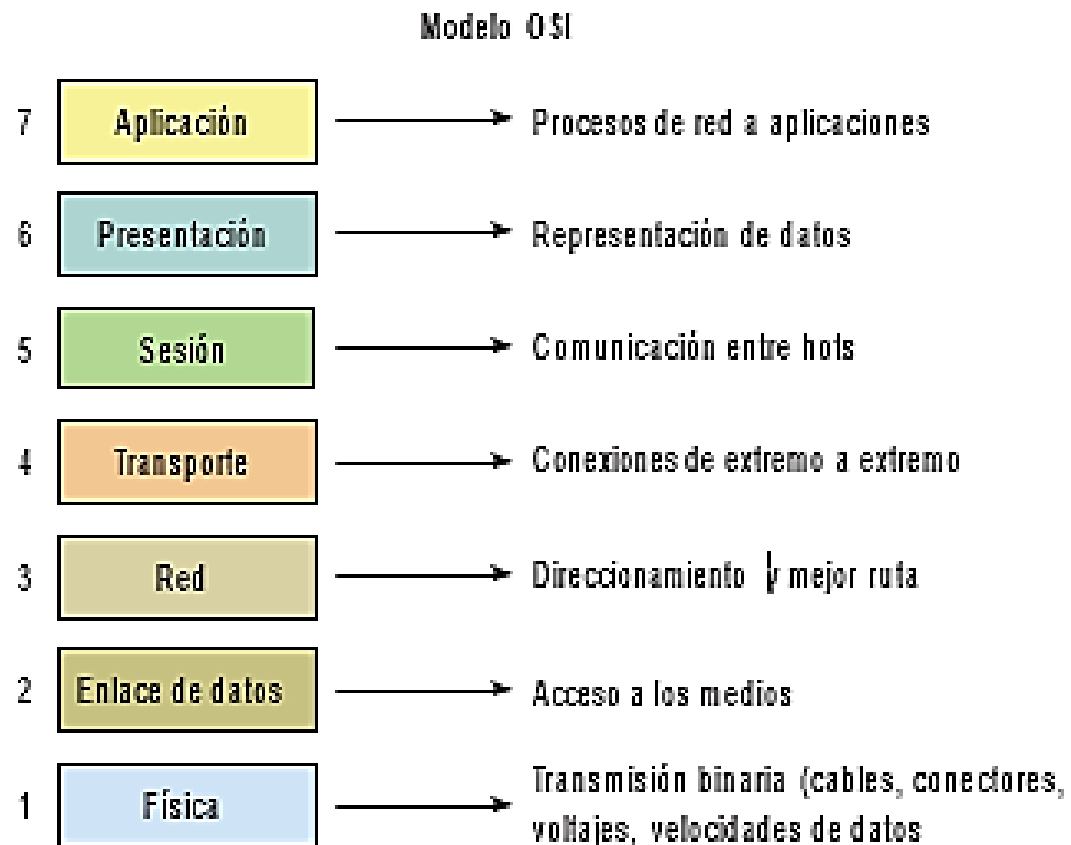 Modelo OSI
7 Aplicación Procesos de red a aplicaciones
6 Presentación Representación de datos
5 Sesión Comunicación entre hots
4 Transporte Conexiones de extremo a extremo
3 Red Direccionamiento y mejor ruta
2 Enlace de datos Acceso a los medios
1 Física Transmisión binaria (cables, conectores,
voltajes, velocidades de datos